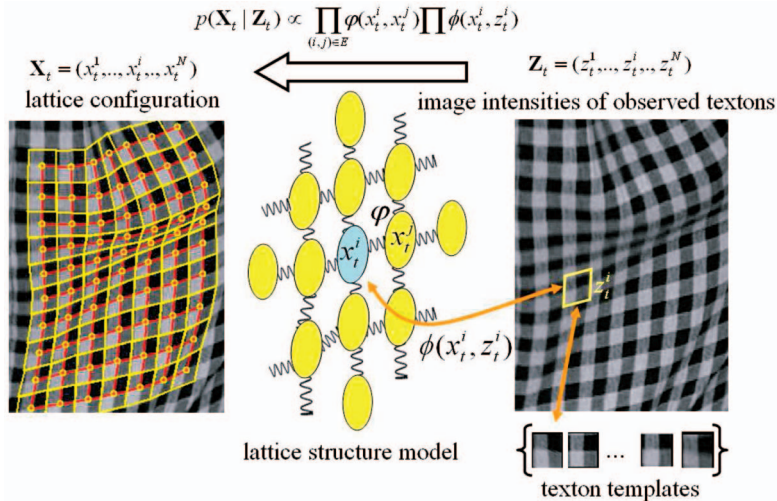 p(X_t | Z_t) ∝ ∏_{(i,j)∈E} φ(x_t^i, x_t^j) ∏ ϕ(x_t^i, z_t^i)
X_t = (x_t^1,..,x_t^i,.., x_t^N)
Z_t = (z_t^1,..,z_t^i,.., z_t^N)
lattice configuration
image intensities of observed textons
φ
x_t^i
x_t^j
z_t^i
ϕ(x_t^i, z_t^i)
lattice structure model
{ ... }
texton templates